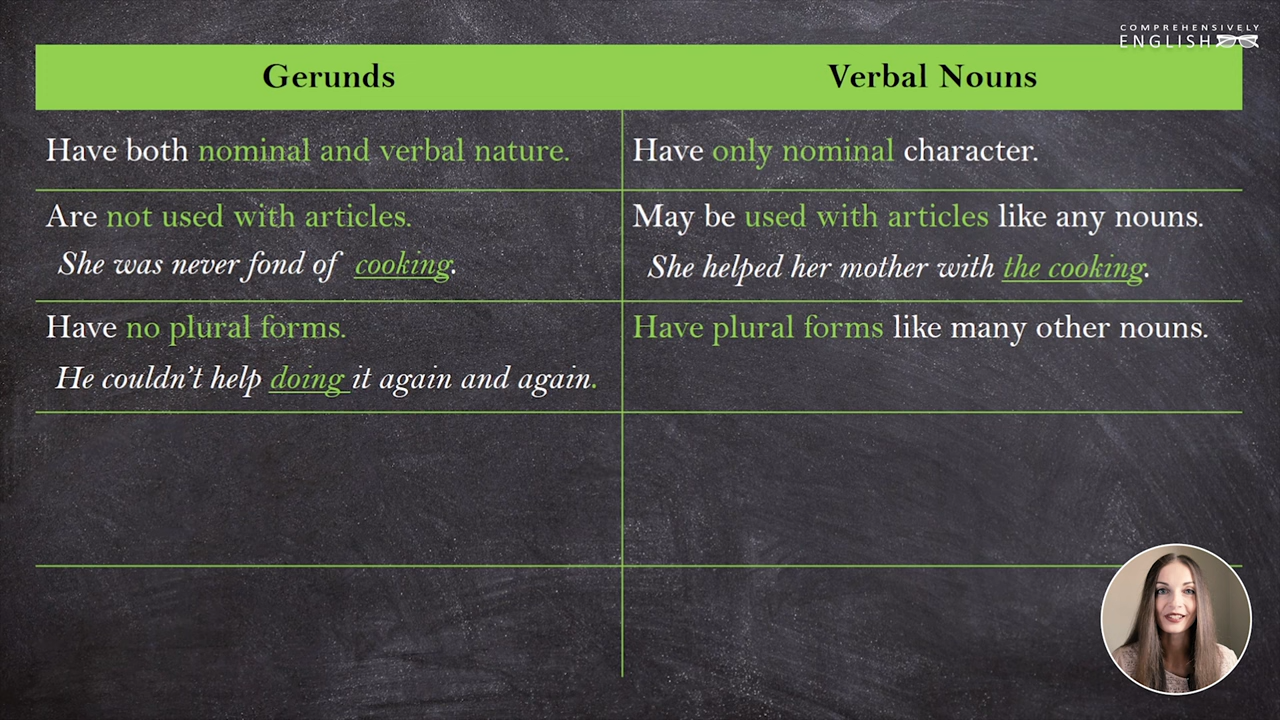 COMPREHENSIVELY
ENGLISH
Gerunds
Verbal Nouns
Have both nominal and verbal nature.
Have only nominal character.
Are not used with articles.
She was never fond of cooking.
May be used with articles like any nouns.
She helped her mother with the cooking.
Have no plural forms.
He couldn't help doing it again and again.
Have plural forms like many other nouns.